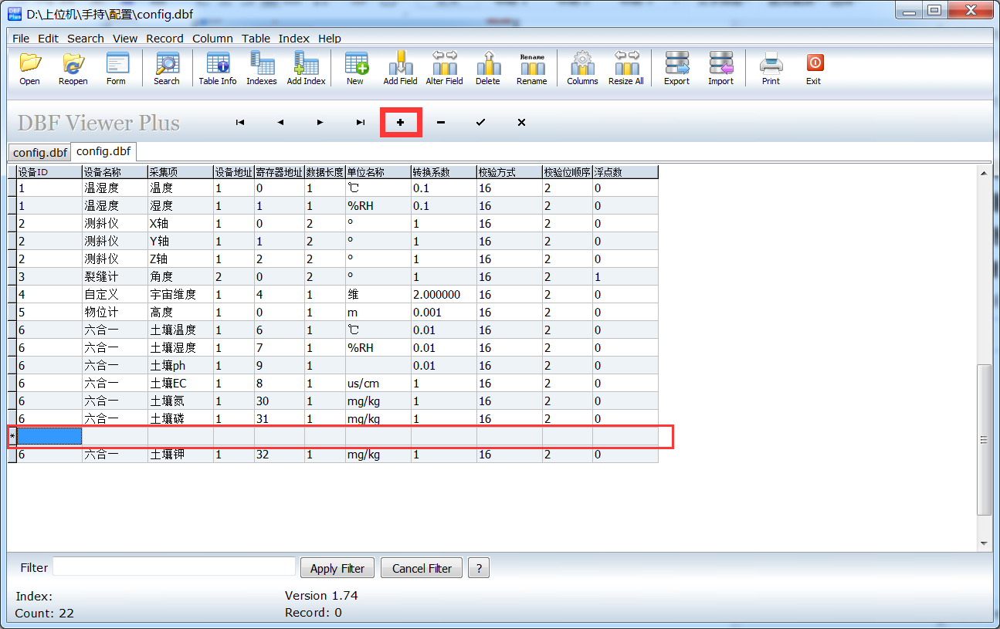 DBF Plus D:\上位机\手持\配置\config.dbf
File Edit Search View Record Column Table Index Help
Open Reopen Form Search Table Info Indexes Add Index New Add Field Alter Field Delete Rename Rename Columns Resize All Export Import Print Exit
DBF Viewer Plus
config.dbf config.dbf
设备ID 设备名称 采集项 设备地址 寄存器地址 数据长度 单位名称 转换系数 校验方式 校验位顺序 浮点数
1 温湿度 温度 1 0 1 ℃ 0.1 16 2 0
1 温湿度 湿度 1 1 1 %RH 0.1 16 2 0
2 测斜仪 X轴 1 0 2 ° 1 16 2 0
2 测斜仪 Y轴 1 1 2 ° 1 16 2 0
2 测斜仪 Z轴 1 2 2 ° 1 16 2 0
3 裂缝计 角度 2 0 2 ° 1 16 2 1
4 自定义 宇宙维度 1 4 1 维 2.000000 16 2 0
5 物位计 高度 1 0 1 m 0.001 16 2 0
6 六合一 土壤温度 1 6 1 ℃ 0.01 16 2 0
6 六合一 土壤湿度 1 7 1 %RH 0.01 16 2 0
6 六合一 土壤ph 1 9 1 0.01 16 2 0
6 六合一 土壤EC 1 8 1 us/cm 1 16 2 0
6 六合一 土壤氮 1 30 1 mg/kg 1 16 2 0
6 六合一 土壤磷 1 31 1 mg/kg 1 16 2 0
*
6 六合一 土壤钾 1 32 1 mg/kg 1 16 2 0
Filter Apply Filter Cancel Filter ?
Index: Version 1.74
Count: 22 Record: 0